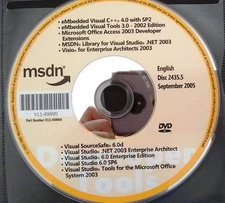 • eMbedded Visual C++ 4.0 with SP2
• eMbedded Visual Tools 3.0 - 2002 Edition
• Microsoft Office Access 2003 Developer
Extensions
• MSDN Library for Visual Studio .NET 2003
• Visio for Enterprise Architects 2003
msdn
English
Disc 2435.5
September 2005
X11-40895
DVD
• Visual SourceSafe 6.0d
• Visual Studio .NET 2003 Enterprise Architect
• Visual Studio 6.0 Enterprise Edition
• Visual Studio 6.0 SP6
• Visual Studio Tools for the Microsoft Office
System 2003
Tools